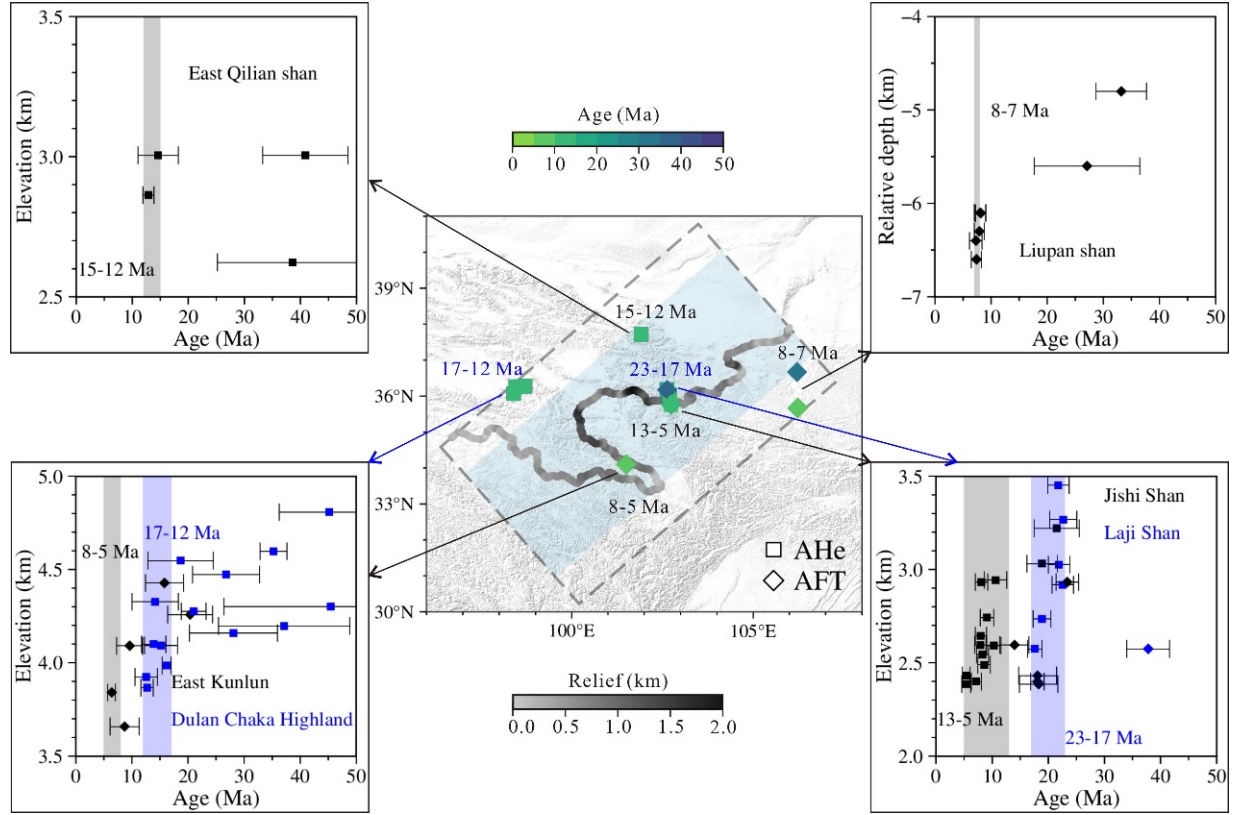 3.5
3.0
2.5
Elevation (km)
East Qilian shan
15-12 Ma
0 10 20 30 40 50
Age (Ma)
Age (Ma)
0 10 20 30 40 50
-4
-5
-6
-7
Relative depth (km)
8-7 Ma
Liupan shan
0 10 20 30 40 50
Age (Ma)
39°N
36°N
33°N
30°N
15-12 Ma
17-12 Ma
23-17 Ma
8-7 Ma
13-5 Ma
8-5 Ma
AHe
AFT
100°E 105°E
Relief (km)
0.0 0.5 1.0 1.5 2.0
5.0
4.5
4.0
3.5
Elevation (km)
17-12 Ma
8-5 Ma
East Kunlun
Dulan Chaka Highland
0 10 20 30 40 50
Age (Ma)
3.5
3.0
2.5
2.0
Elevation (km)
Jishi Shan
Laji Shan
13-5 Ma
23-17 Ma
0 10 20 30 40 50
Age (Ma)